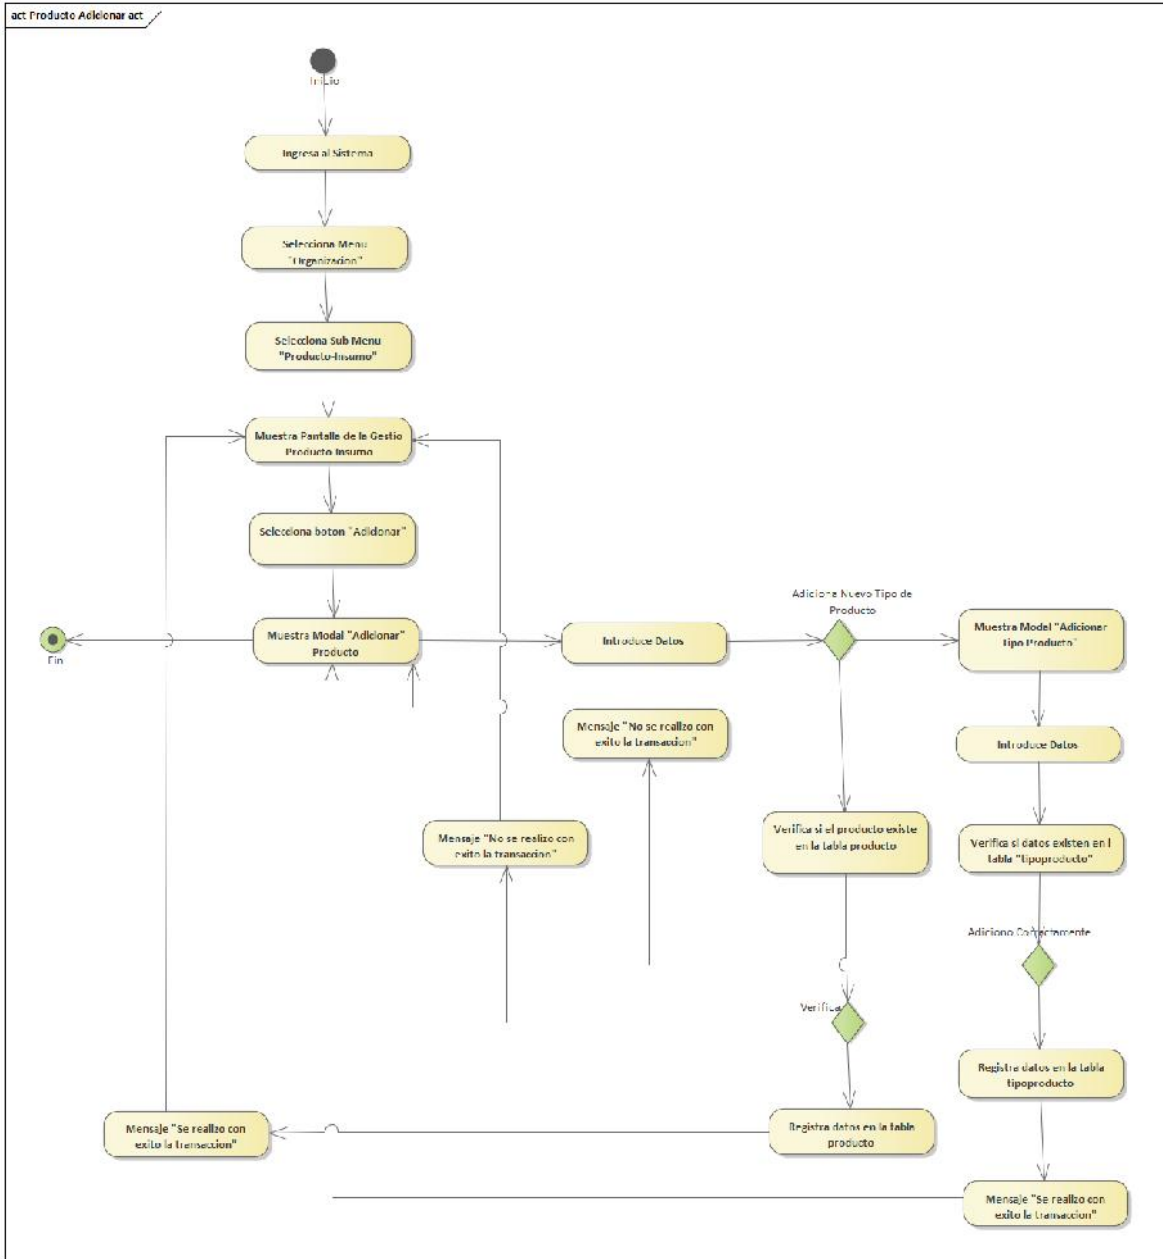 act Producto Adicionar act
Inicio
Ingresa al Sistema
Selecciona Menu
"Organizacion"
Selecciona Sub Menu
"Producto-Insumo"
Muestra Pantalla de la Gestio
Producto Insumo
Selecciona boton "Adicionar"
Muestra Modal "Adicionar"
Producto
Fin
Introduce Datos
Adiciona Nuevo Tipo de
Producto
Muestra Modal "Adicionar
Tipo Producto"
Introduce Datos
Mensaje "No se realizo con
exito la transaccion"
Mensaje "No se realizo con
exito la transaccion"
Verifica si el producto existe
en la tabla producto
Verifica si datos existen en l
tabla "tipoproducto"
Adiciono Correctamente
Verifica
Registra datos en la tabla
tipoproducto
Mensaje "Se realizo con
exito la transaccion"
Registra datos en la tabla
producto
Mensaje "Se realizo con
exito la transaccion"